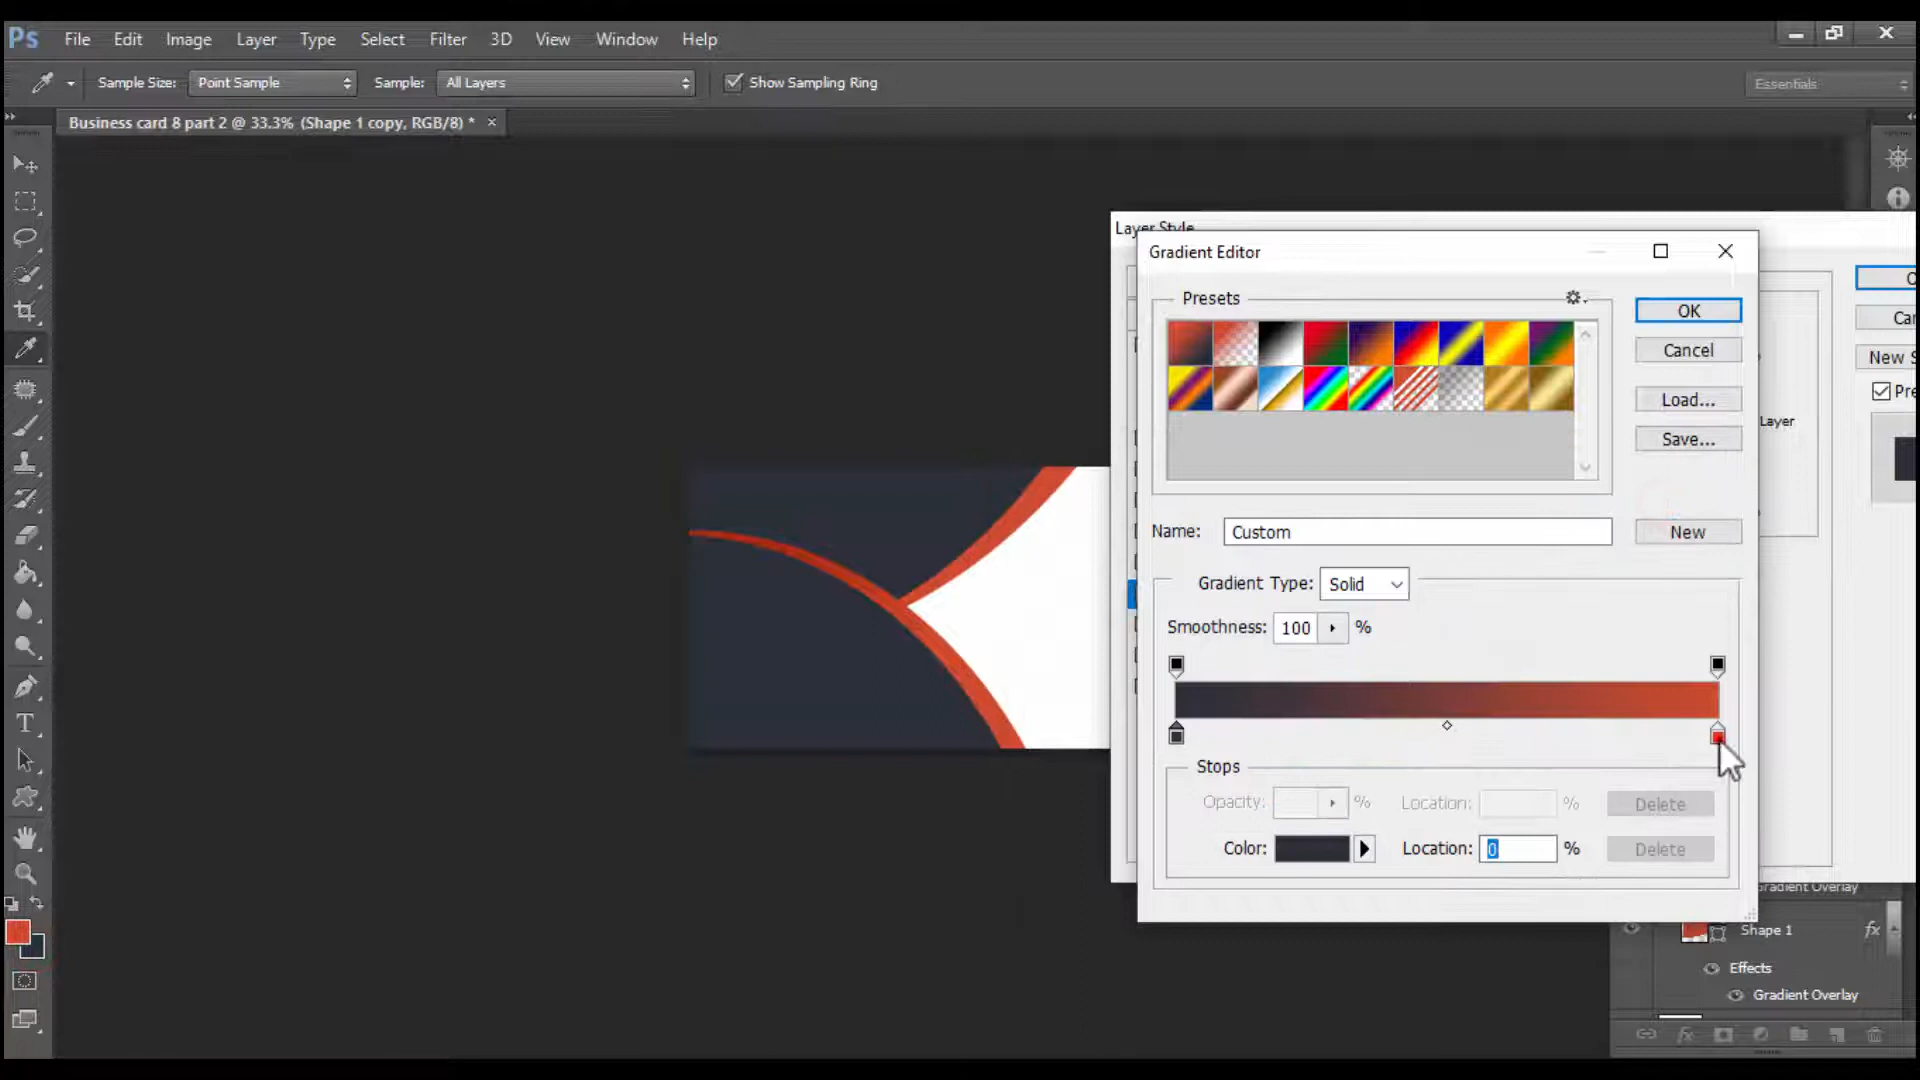 Ps File Edit Image Layer Type Select Filter 3D View Window Help
Sample Size: Point Sample Sample: All Layers Show Sampling Ring Essentials
Business card 8 part 2 @ 33.3% (Shape 1 copy, RGB/8) * ×
Layer Style
Gradient Editor
Presets
OK
Cancel
Load...
Save...
New S
Pre
Layer
Name: Custom New
Gradient Type: Solid
Smoothness: 100 %
Stops
Opacity: % Location: % Delete
Color: Location: 0 % Delete
Gradient Overlay
Shape 1 fx
Effects
Gradient Overlay
fx